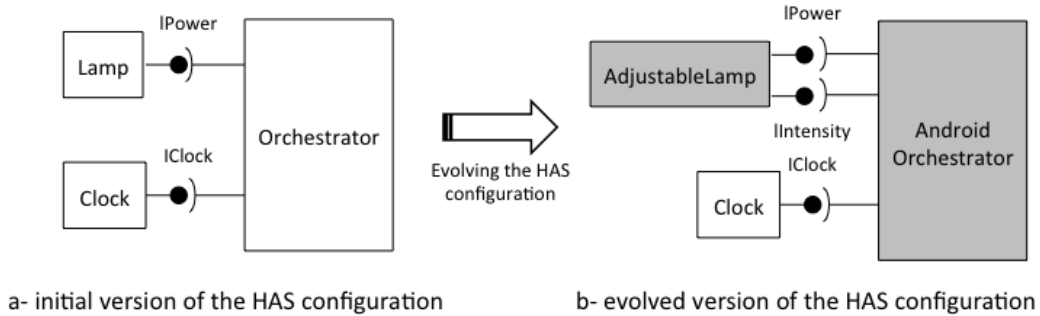 IPower
Lamp
Orchestrator
IClock
Clock
a- initial version of the HAS configuration
Evolving the HAS
configuration
IPower
AdjustableLamp
IIntensity
Android
Orchestrator
IClock
Clock
b- evolved version of the HAS configuration